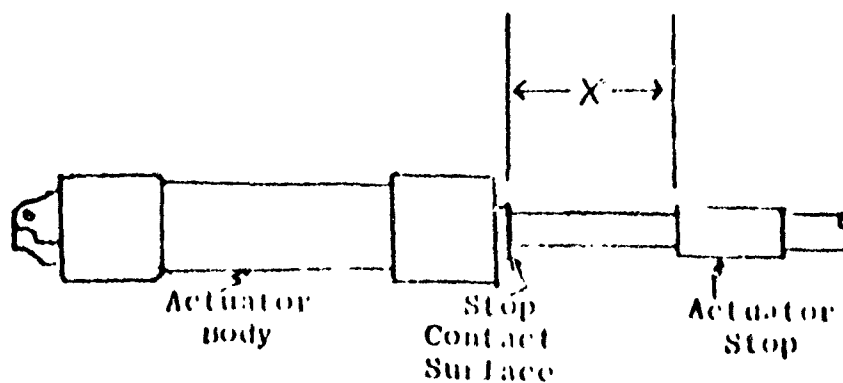 X
Actuator
Body
Stop
Contact
Surface
Actuator
Stop